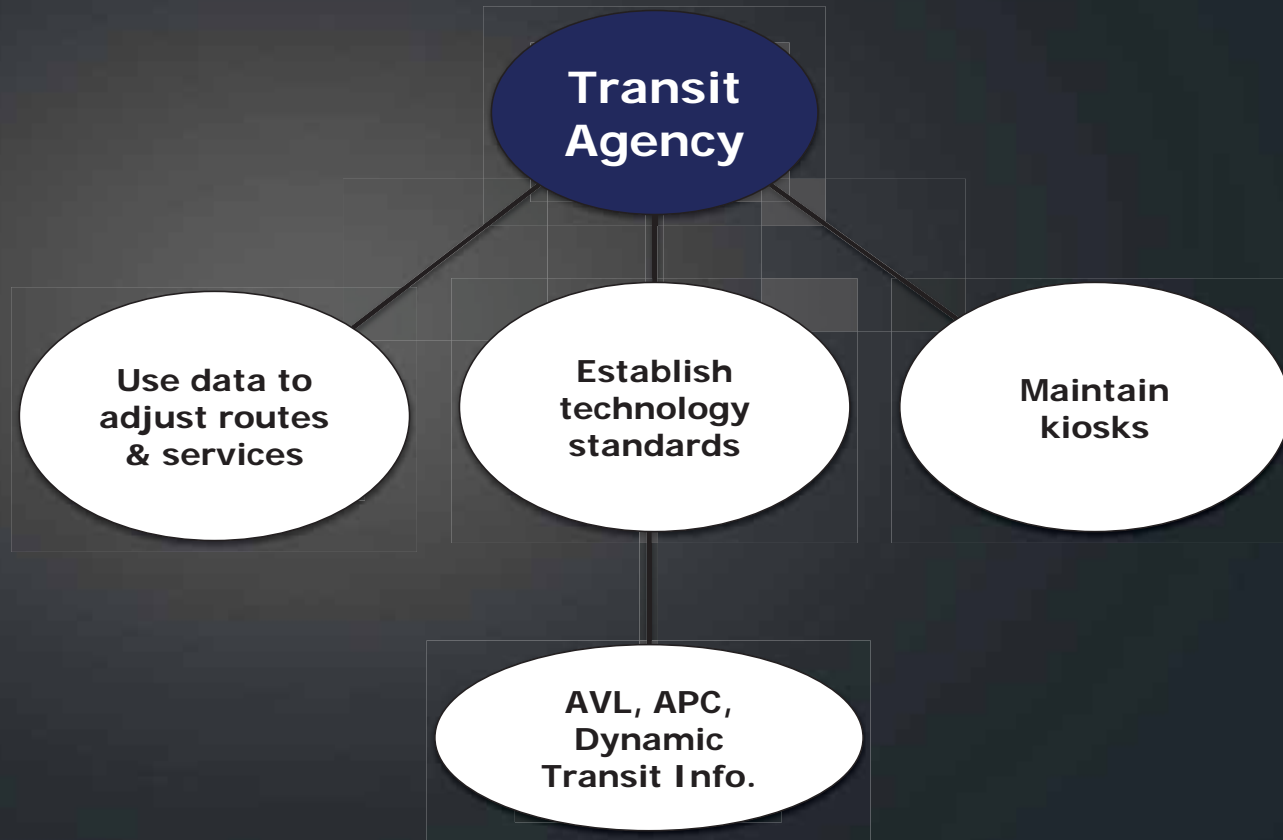 Transit
Agency
Use data to
adjust routes
& services
Establish
technology
standards
Maintain
kiosks
AVL, APC,
Dynamic
Transit Info.